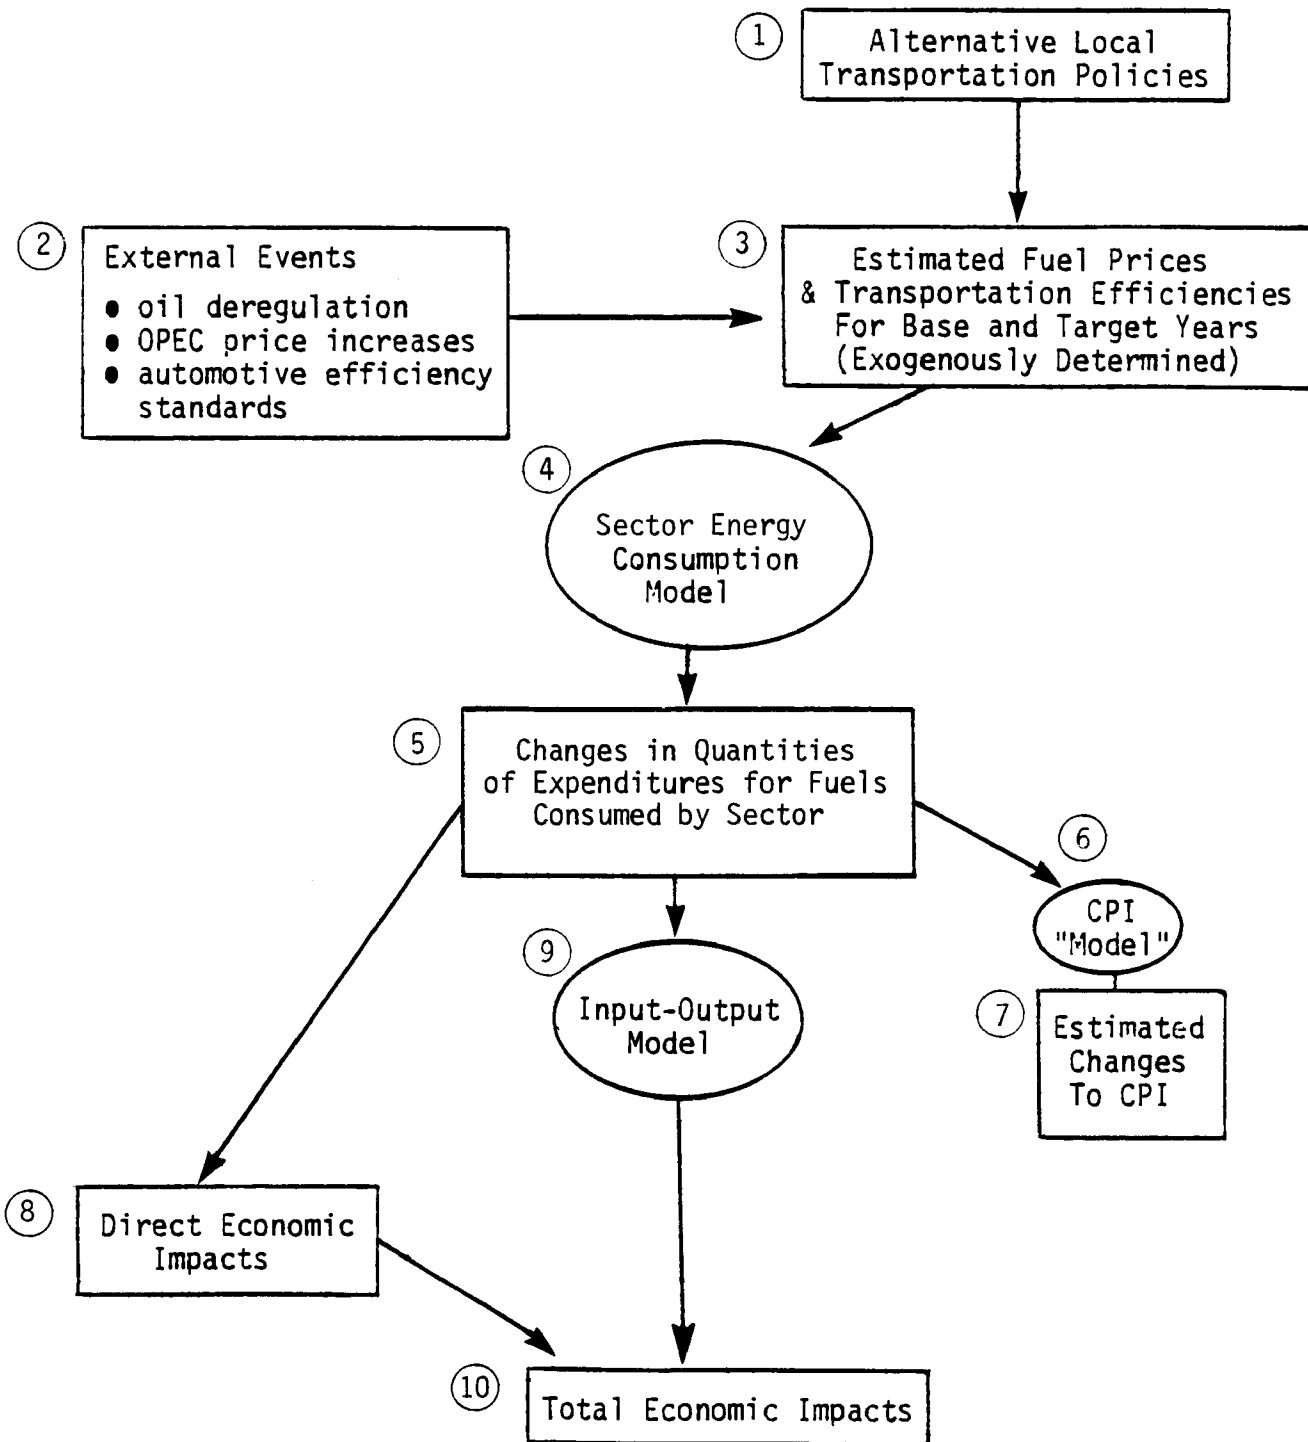 1
Alternative Local
Transportation Policies
2
External Events
● oil deregulation
● OPEC price increases
● automotive efficiency
standards
3
Estimated Fuel Prices
& Transportation Efficiencies
For Base and Target Years
(Exogenously Determined)
4
Sector Energy
Consumption
Model
5
Changes in Quantities
of Expenditures for Fuels
Consumed by Sector
6
CPI
"Model"
7
Estimated
Changes
To CPI
8
Direct Economic
Impacts
9
Input-Output
Model
10
Total Economic Impacts